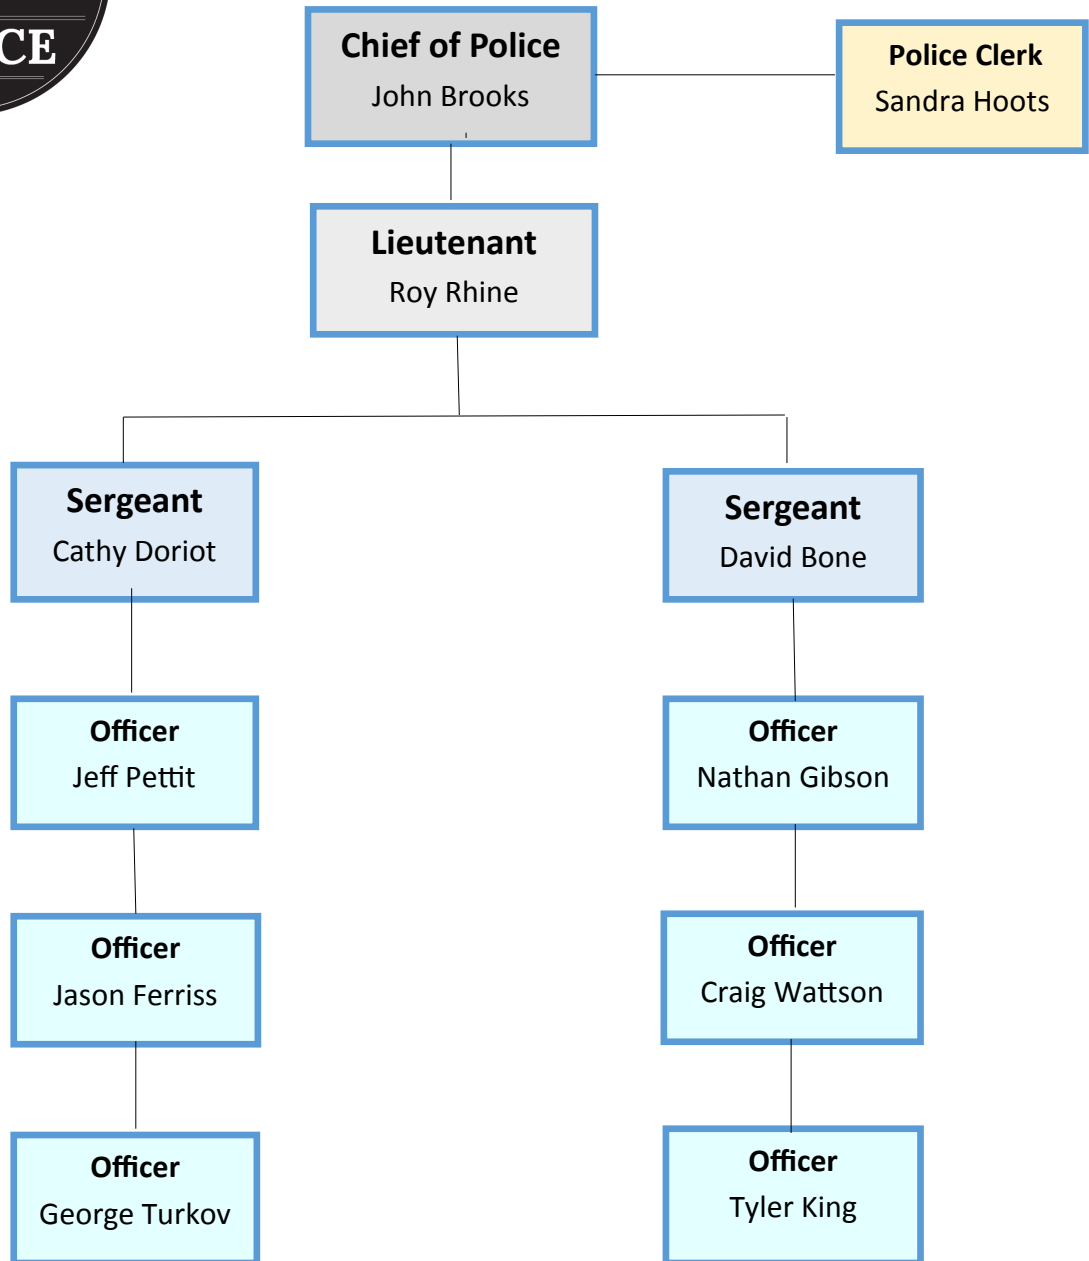 Chief of Police
John Brooks
Police Clerk
Sandra Hoots
Lieutenant
Roy Rhine
Sergeant
Cathy Doriot
Sergeant
David Bone
Officer
Jeff Pettit
Officer
Nathan Gibson
Officer
Jason Ferriss
Officer
Craig Wattson
Officer
George Turkov
Officer
Tyler King